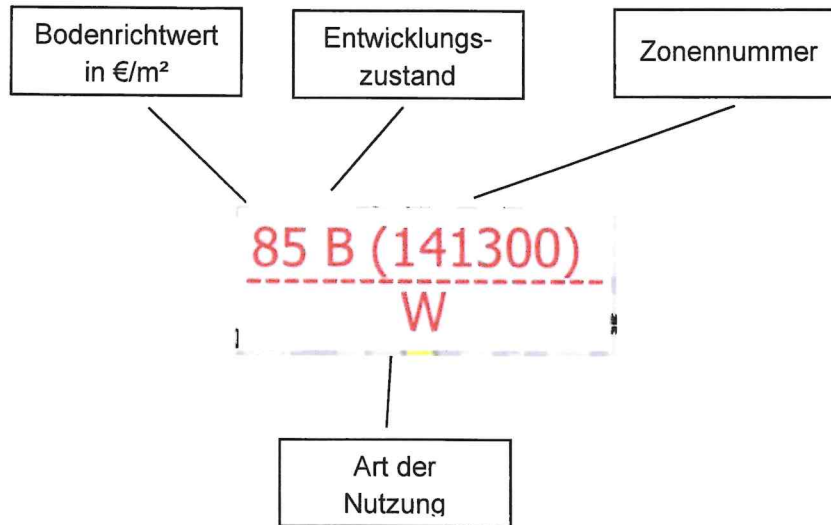 Bodenrichtwert
in €/m²
Entwicklungs-
zustand
Zonennummer
85 B (141300)
W
Art der
Nutzung